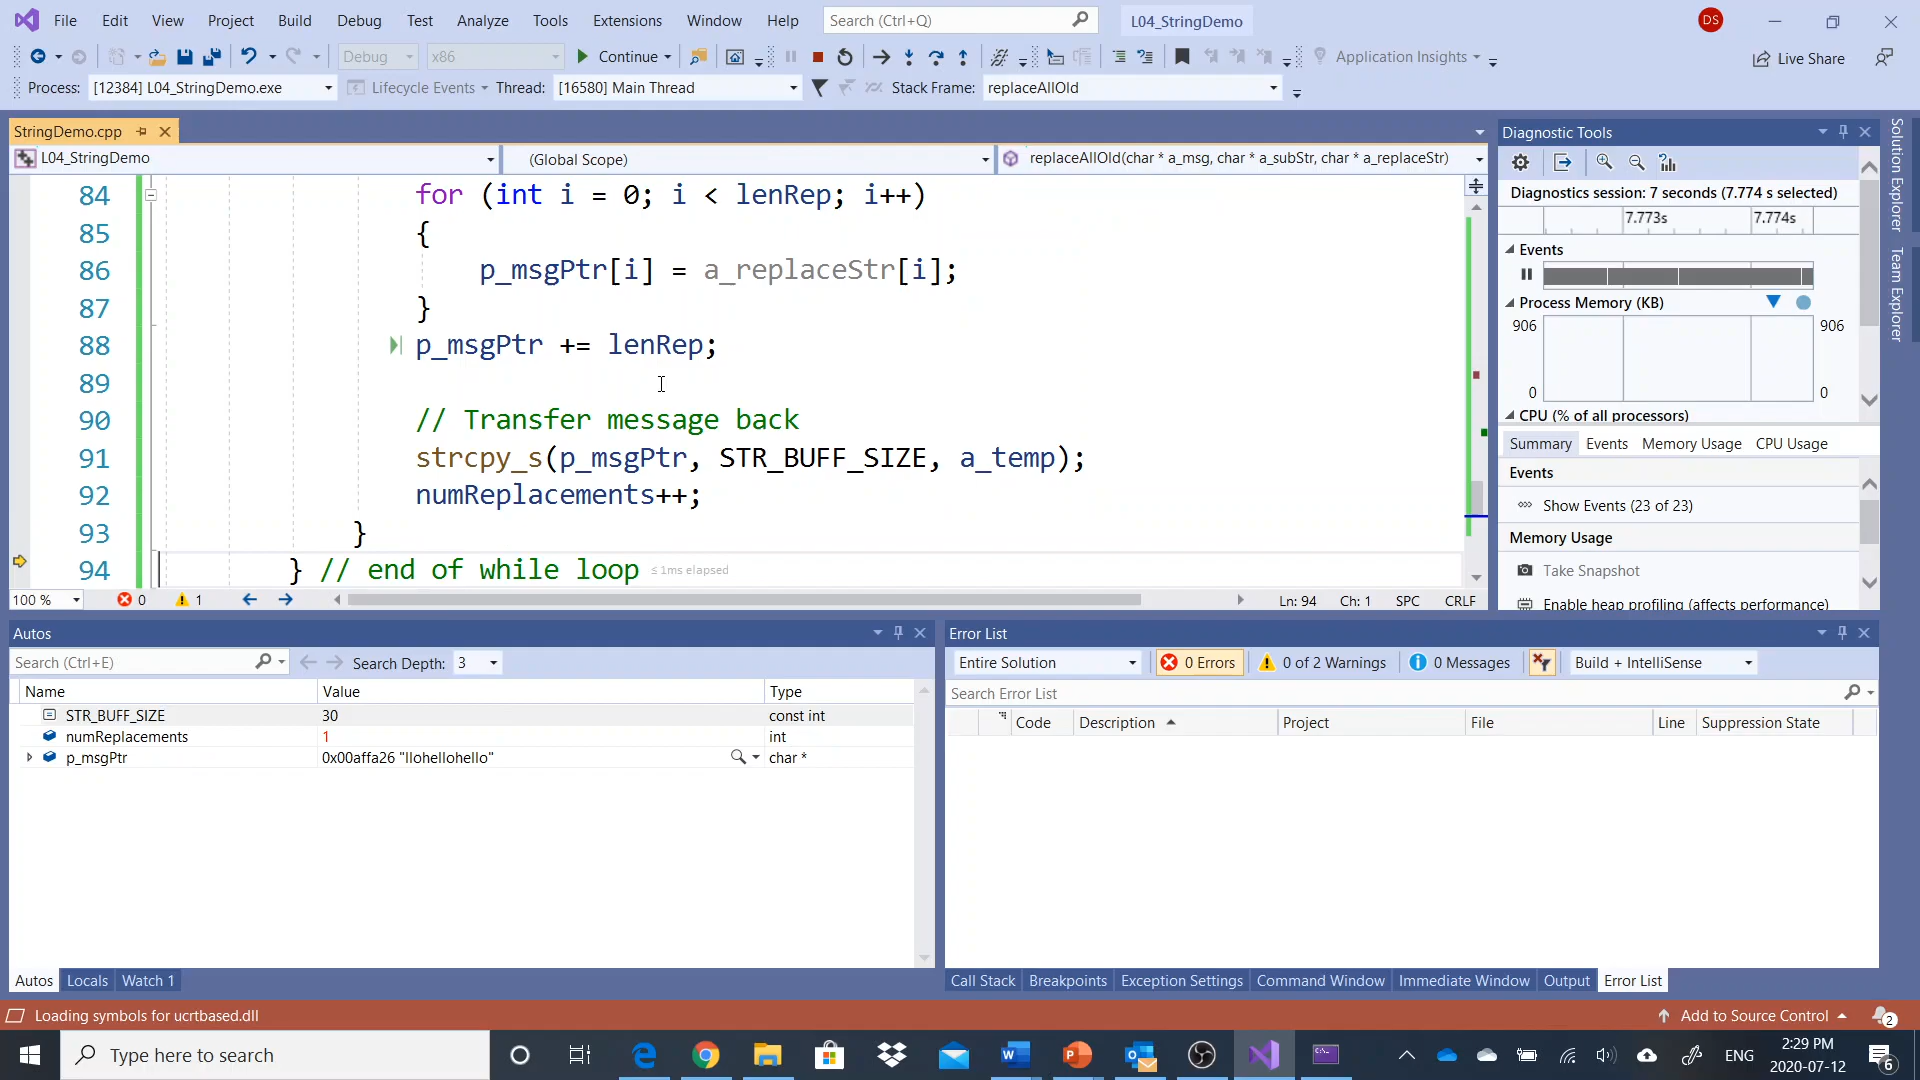 File Edit View Project Build Debug Test Analyze Tools Extensions Window Help Search (Ctrl+Q) L04_StringDemo DS
Debug x86 Continue Application Insights Live Share
Process: [12384] L04_StringDemo.exe Lifecycle Events Thread: [16580] Main Thread Stack Frame: replaceAllOld
StringDemo.cpp
L04_StringDemo (Global Scope) replaceAllOld(char * a_msg, char * a_subStr, char * a_replaceStr)
84 for (int i = 0; i < lenRep; i++)
85 {
86 p_msgPtr[i] = a_replaceStr[i];
87 }
88 p_msgPtr += lenRep;
89
90 // Transfer message back
91 strcpy_s(p_msgPtr, STR_BUFF_SIZE, a_temp);
92 numReplacements++;
93 }
94 } // end of while loop ≤ 1ms elapsed
100 % 0 1 Ln: 94 Ch: 1 SPC CRLF
Diagnostic Tools
Diagnostics session: 7 seconds (7.774 s selected)
7.773s 7.774s
Events
Process Memory (KB)
906 906
0 0
CPU (% of all processors)
Summary Events Memory Usage CPU Usage
Events
Show Events (23 of 23)
Memory Usage
Take Snapshot
Enable heap profiling (affects performance)
Solution Explorer
Team Explorer
Autos
Search (Ctrl+E) Search Depth: 3
Name Value Type
STR_BUFF_SIZE 30 const int
numReplacements 1 int
p_msgPtr 0x00affa26 "llohellohello" char *
Autos Locals Watch 1
Error List
Entire Solution 0 Errors 0 of 2 Warnings 0 Messages Build + IntelliSense
Search Error List
Code Description Project File Line Suppression State
Call Stack Breakpoints Exception Settings Command Window Immediate Window Output Error List
Loading symbols for ucrtbased.dll Add to Source Control 2
Type here to search ENG 2:29 PM
2020-07-12 6